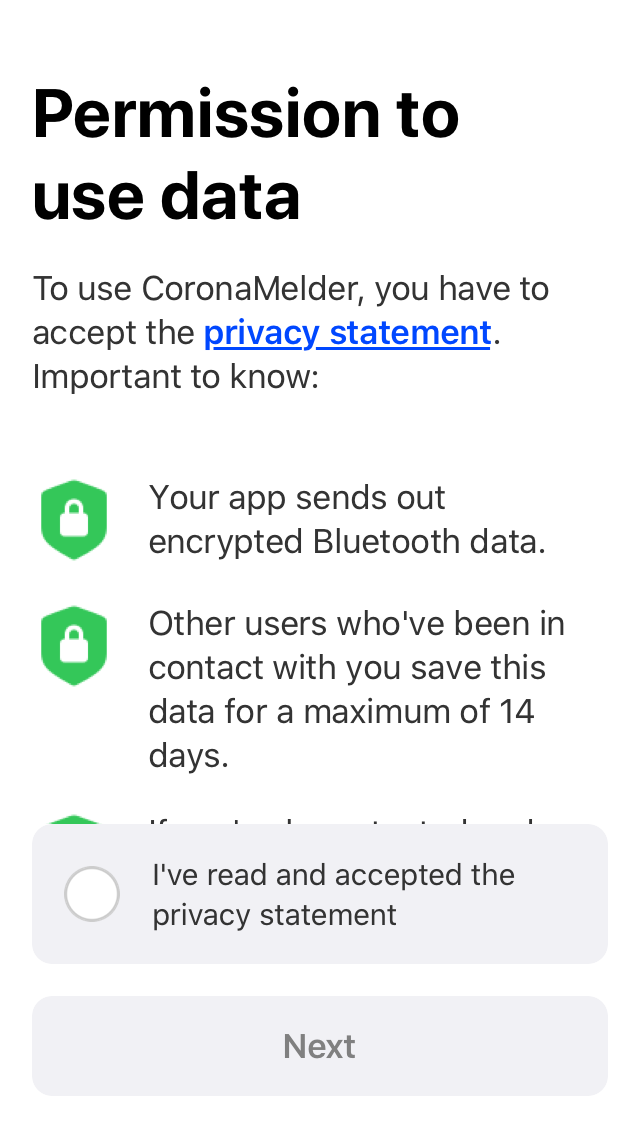 Permission to
use data
To use CoronaMelder, you have to
accept the privacy statement.
Important to know:
Your app sends out
encrypted Bluetooth data.
Other users who've been in
contact with you save this
data for a maximum of 14
days.
I've read and accepted the
privacy statement
Next